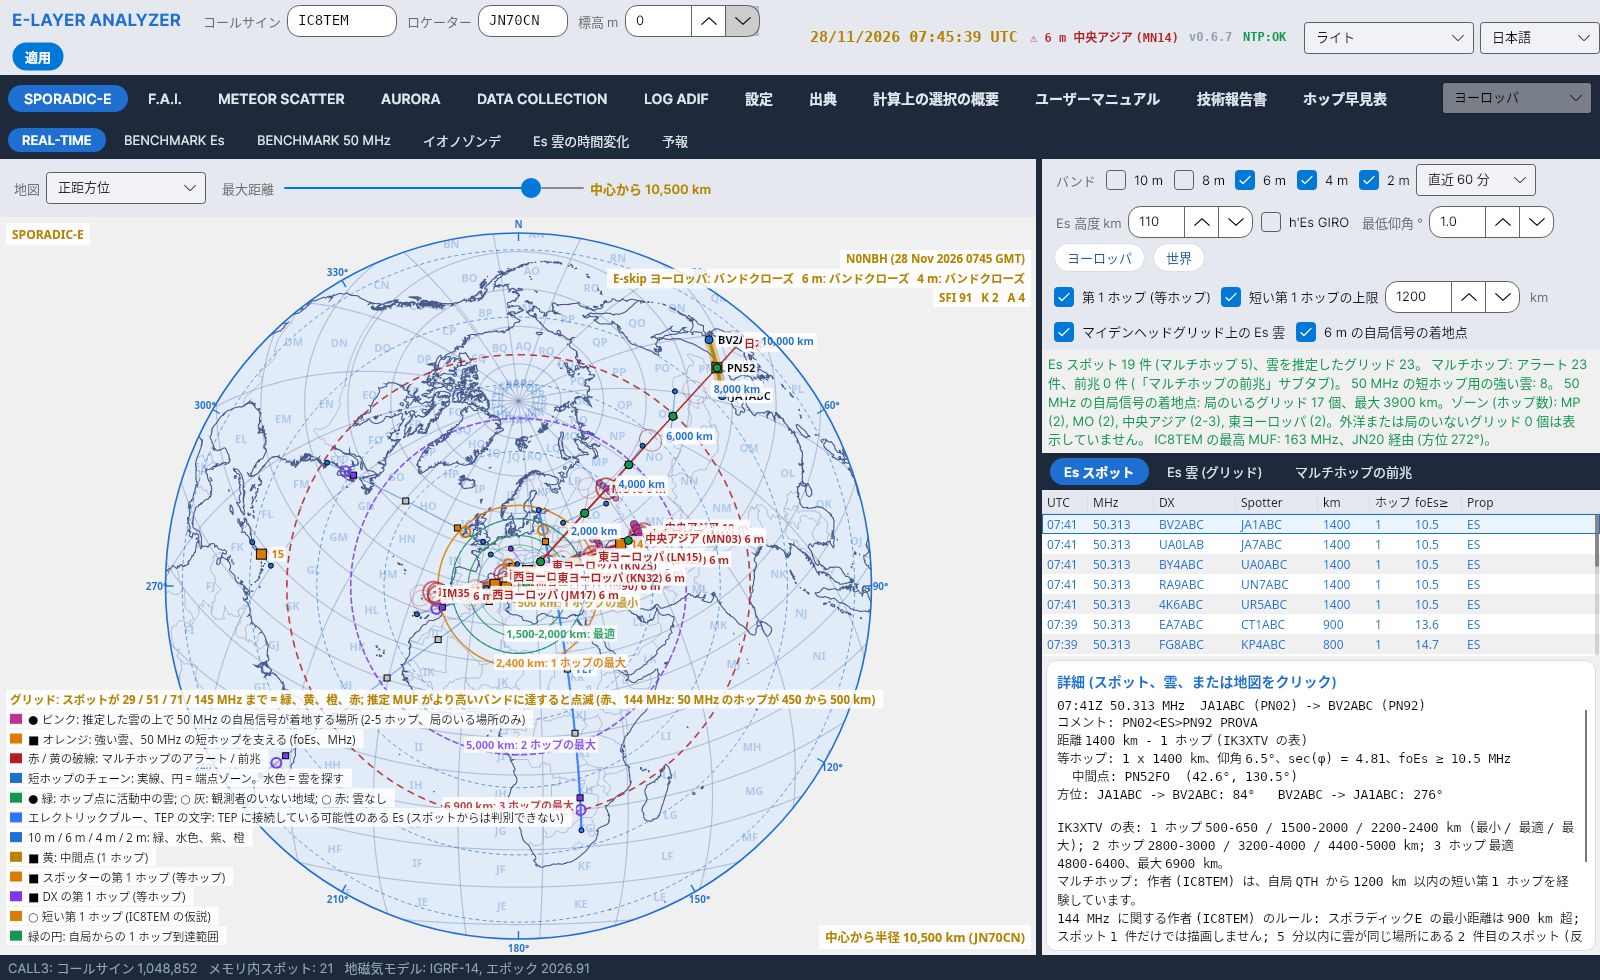 E-LAYER ANALYZER
コールサイン IC8TEM ロケーター JN70CN 標高 m 0
適用
28/11/2026 07:45:39 UTC ⚠ 6 m 中央アジア (MN14) v0.6.7 NTP:OK ライト 日本語
SPORADIC-E F.A.I. METEOR SCATTER AURORA DATA COLLECTION LOG ADIF 設定 出典 計算上の選択の概要 ユーザーマニュアル 技術報告書 ホップ早見表 ヨーロッパ
REAL-TIME BENCHMARK Es BENCHMARK 50 MHz イオノゾンデ Es 雲の時間変化 予報
地図 正距方位 最大距離 中心から 10,500 km
SPORADIC-E
N
N0NBH (28 Nov 2026 0745 GMT)
E-skip ヨーロッパ: バンドクローズ 6 m: バンドクローズ 4 m: バンドクローズ
SFI 91 K 2 A 4
330°
300°
270°
210°
180°
150°
120°
90°
60°
10,000 km
PN52
8,000 km
JA1ABC
6,000 km
4,000 km
2,000 km
中央アジア (MN03) 6 m
東ヨーロッパ (LN15)
東ヨーロッパ (KN32) 6 m
西ヨーロッパ (JM17) 6 m
IM35
15
1,500-2,000 km: 最適
2,400 km: 1 ホップの最大
5,000 km: 2 ホップの最大
6,900 km: 3 ホップの最大
グリッド: スポットが 29 / 51 / 71 / 145 MHz まで = 緑、黄、橙、赤; 推定 MUF がより高いバンドに達すると点滅 (赤、144 MHz: 50 MHz のホップが 450 から 500 km)
● ピンク: 推定した雲の上で 50 MHz の自局信号が着地する場所 (2-5 ホップ、局のいる場所のみ)
■ オレンジ: 強い雲、50 MHz の短ホップを支える (foEs、MHz)
赤 / 黄の破線: マルチホップのアラート / 前兆
短ホップのチェーン: 実線、円 = 端点ゾーン。水色 = 雲を探す
● 緑: ホップ点に活動中の雲; ○ 灰: 観測者のいない地域; ○ 赤: 雲なし
エレクトリックブルー、TEP の文字: TEP に接続している可能性のある Es (スポットからは判別できない)
10 m / 6 m / 4 m / 2 m: 緑、水色、紫、橙
■ 黄: 中間点 (1 ホップ)
■ スポッターの第 1 ホップ (等ホップ)
■ DX の第 1 ホップ (等ホップ)
○ 短い第 1 ホップ (IC8TEM の仮説)
緑の円: 自局からの 1 ホップ到達範囲
中心から半径 10,500 km (JN70CN)
バンド 10 m 8 m 6 m 4 m 2 m 直近 60 分
Es 高度 km 110 h'Es GIRO 最低仰角 ° 1.0
ヨーロッパ 世界
第 1 ホップ (等ホップ) 短い第 1 ホップの上限 1200 km
マイデンヘッドグリッド上の Es 雲 6 m の自局信号の着地点
Es スポット 19 件 (マルチホップ 5)、雲を推定したグリッド 23。 マルチホップ: アラート 23
件、前兆 0 件 (「マルチホップの前兆」サブタブ)。 50 MHz の短ホップ用の強い雲: 8。 50
MHz の自局信号の着地点: 局のいるグリッド 17 個、最大 3900 km。ゾーン (ホップ数): MP
(2), MO (2), 中央アジア (2-3), 東ヨーロッパ (2)。外洋または局のいないグリッド 0 個は表
示していません。 IC8TEM の最高 MUF: 163 MHz、JN20 経由 (方位 272°)。
Es スポット Es 雲 (グリッド) マルチホップの前兆
UTC MHz DX Spotter km ホップ foEs≥ Prop
07:41 50.313 BV2ABC JA1ABC 1400 1 10.5 ES
07:41 50.313 UA0LAB JA7ABC 1400 1 10.5 ES
07:41 50.313 BY4ABC UA0ABC 1400 1 10.5 ES
07:41 50.313 RA9ABC UN7ABC 1400 1 10.5 ES
07:41 50.313 4K6ABC UR5ABC 1400 1 10.5 ES
07:39 50.313 EA7ABC CT1ABC 900 1 13.6 ES
07:39 50.313 FG8ABC KP4ABC 800 1 14.7 ES
詳細 (スポット、雲、または地図をクリック)
07:41Z 50.313 MHz JA1ABC (PN02) -> BV2ABC (PN92)
コメント: PN02<ES>PN92 PROVA
距離 1400 km - 1 ホップ (IK3XTV の表)
等ホップ: 1 x 1400 km、仰角 6.5°、sec(φ) = 4.81、foEs ≥ 10.5 MHz
中間点: PN52FO (42.6°, 130.5°)
方位: JA1ABC -> BV2ABC: 84° BV2ABC -> JA1ABC: 276°
IK3XTV の表: 1 ホップ 500-650 / 1500-2000 / 2200-2400 km (最小 / 最適 / 最
大); 2 ホップ 2800-3000 / 3200-4000 / 4400-5000 km; 3 ホップ 最適
4800-6400、最大 6900 km。
マルチホップ: 作者 (IC8TEM) は、自局 QTH から 1200 km 以内の短い第 1 ホップを経
験しています。
144 MHz に関する作者 (IC8TEM) のルール: スポラディックE の最小距離は 900 km 超;
スポット 1 件だけでは描画しません; 5 分以内に雲が同じ場所にある 2 件目のスポット (反
CALL3: コールサイン 1,048,852 メモリ内スポット: 21 地磁気モデル: IGRF-14, エポック 2026.91